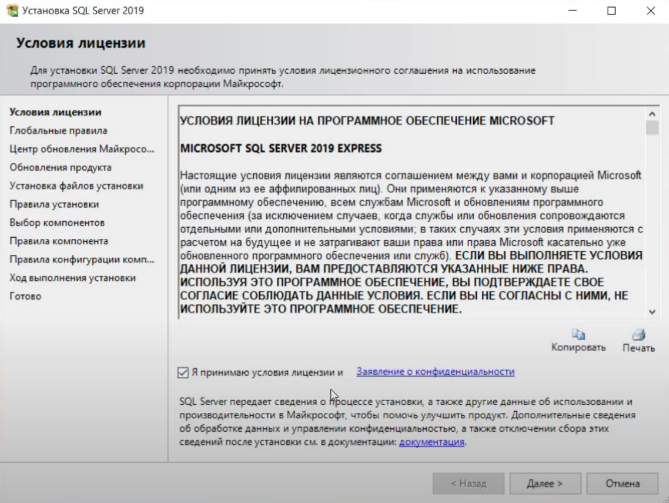 Установка SQL Server 2019
Условия лицензии
Для установки SQL Server 2019 необходимо принять условия лицензионного соглашения на использование
программного обеспечения корпорации Майкрософт.
Условия лицензии
Глобальные правила
Центр обновления Майкросо...
Обновления продукта
Установка файлов установки
Правила установки
Выбор компонентов
Правила компонента
Правила конфигурации комп...
Ход выполнения установки
Готово
УСЛОВИЯ ЛИЦЕНЗИИ НА ПРОГРАММНОЕ ОБЕСПЕЧЕНИЕ MICROSOFT
MICROSOFT SQL SERVER 2019 EXPRESS
Настоящие условия лицензии являются соглашением между вами и корпорацией Microsoft
(или одним из ее аффилированных лиц). Они применяются к указанному выше
программному обеспечению, всем службам Microsoft и обновлениям программного
обеспечения (за исключением случаев, когда службы или обновления сопровождаются
отдельными или дополнительными условиями; в таких случаях эти условия применяются с
расчетом на будущее и не затрагивают ваши права или права Microsoft касательно уже
обновленного программного обеспечения или служб). ЕСЛИ ВЫ ВЫПОЛНЯЕТЕ УСЛОВИЯ
ДАННОЙ ЛИЦЕНЗИИ, ВАМ ПРЕДОСТАВЛЯЮТСЯ УКАЗАННЫЕ НИЖЕ ПРАВА.
ИСПОЛЬЗУЯ ЭТО ПРОГРАММНОЕ ОБЕСПЕЧЕНИЕ, ВЫ ПОДТВЕРЖДАЕТЕ СВОЕ
СОГЛАСИЕ СОБЛЮДАТЬ ДАННЫЕ УСЛОВИЯ. ЕСЛИ ВЫ НЕ СОГЛАСНЫ С НИМИ, НЕ
ИСПОЛЬЗУЙТЕ ЭТО ПРОГРАММНОЕ ОБЕСПЕЧЕНИЕ.
Копировать Печать
Я принимаю условия лицензии и Заявление о конфиденциальности
SQL Server передает сведения о процессе установки, а также другие данные об использовании и
производительности в Майкрософт, чтобы помочь улучшить продукт. Дополнительные сведения
об обработке данных и управлении конфиденциальностью, а также отключении сбора этих
сведений после установки см. в документации: документация.
< Назад Далее > Отмена